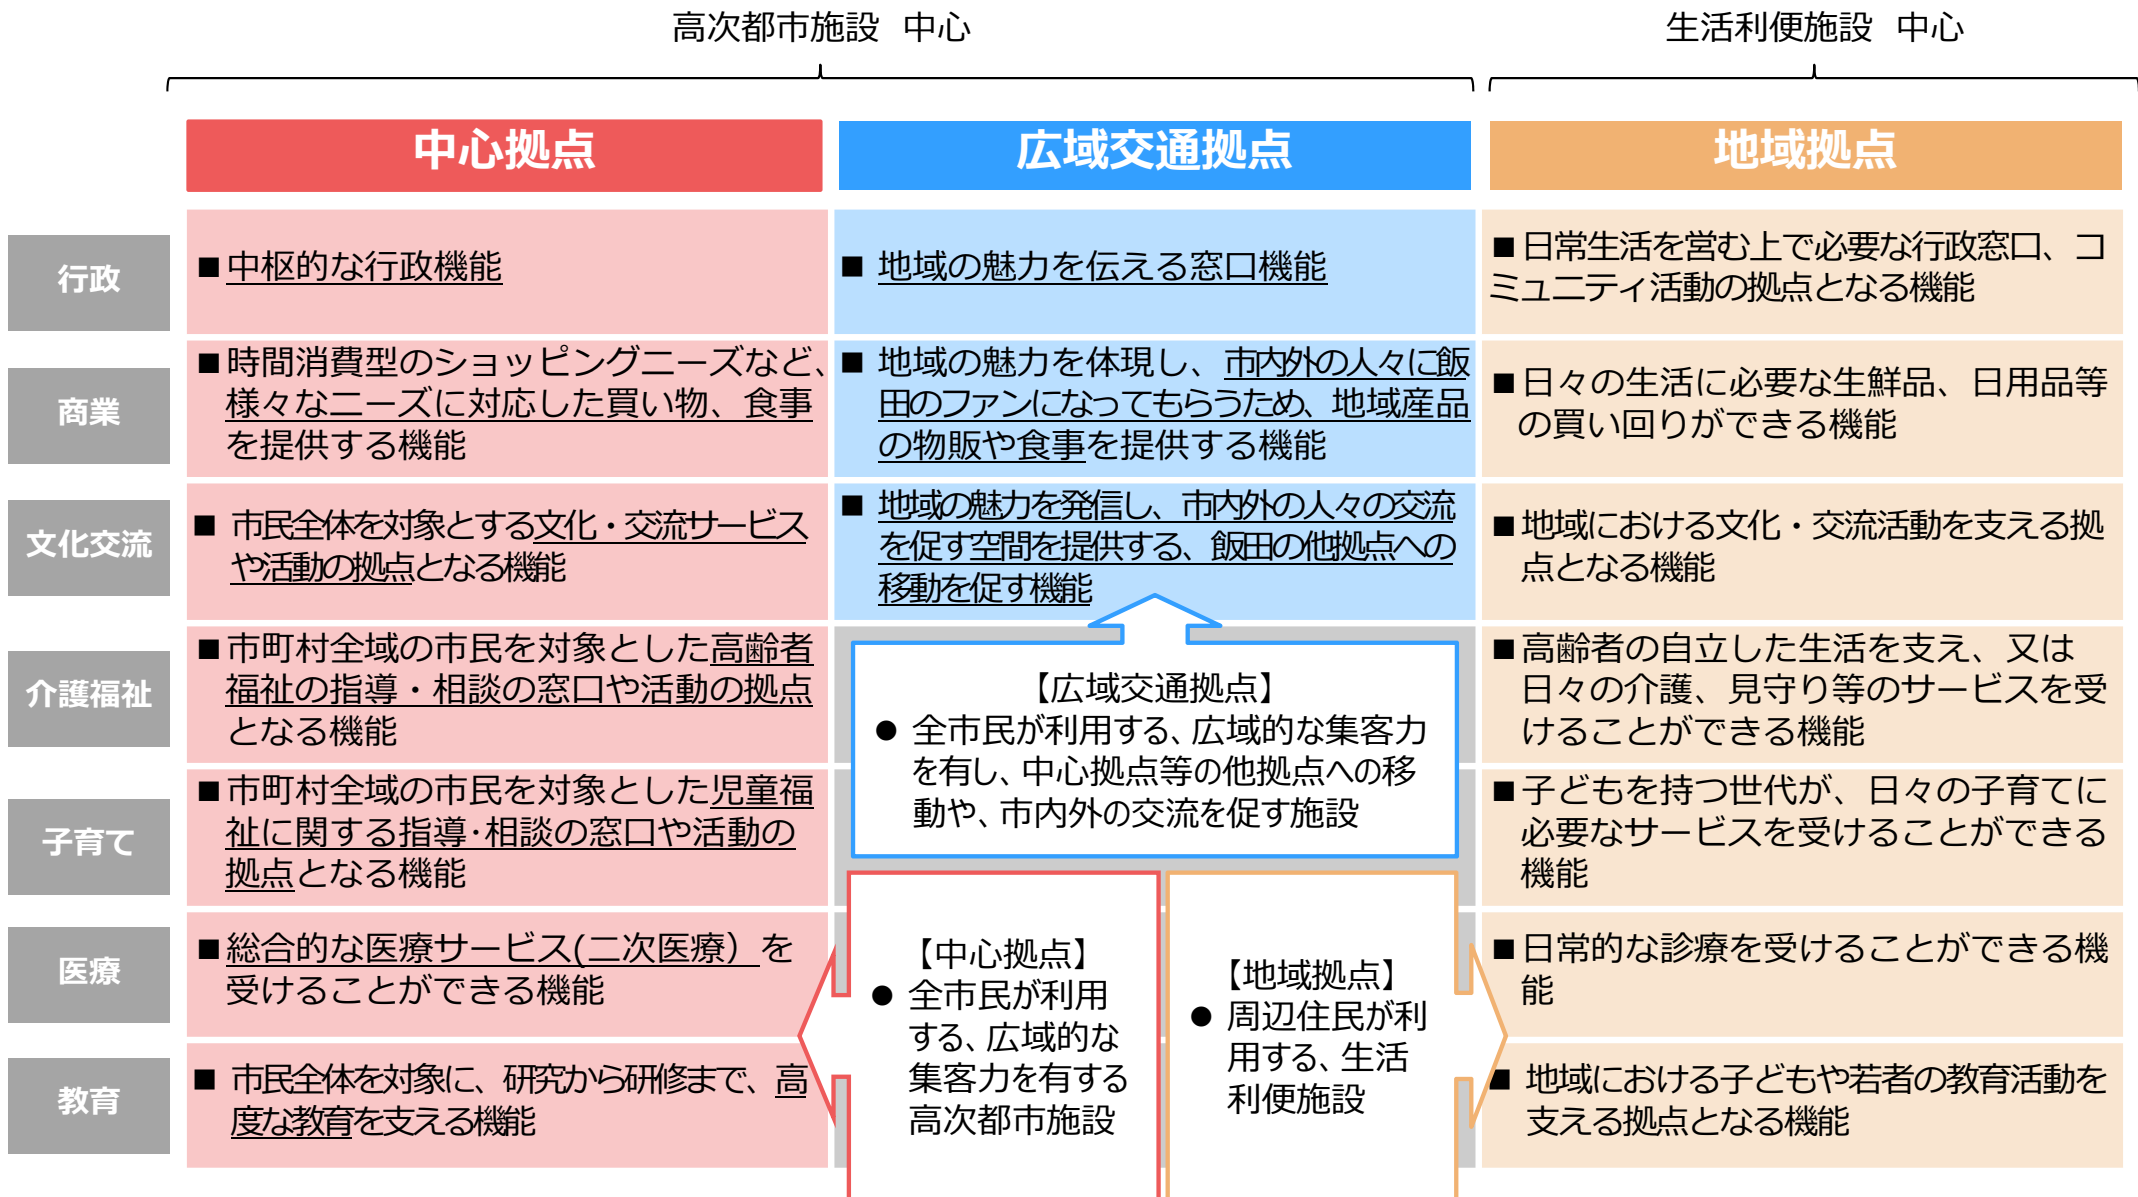 高次都市施設　中心
生活利便施設　中心
中心拠点
広域交通拠点
地域拠点
行政
■中枢的な行政機能
■ 地域の魅力を伝える窓口機能
■日常生活を営む上で必要な行政窓口、コ
ミュニティ活動の拠点となる機能
商業
■時間消費型のショッピングニーズなど、
様々なニーズに対応した買い物、食事
を提供する機能
■ 地域の魅力を体現し、市内外の人々に飯
田のファンになってもらうため、地域産品
の物販や食事を提供する機能
■日々の生活に必要な生鮮品、日用品等
の買い回りができる機能
文化交流
■ 市民全体を対象とする文化・交流サービス
や活動の拠点となる機能
■ 地域の魅力を発信し、市内外の人々の交流
を促す空間を提供する、飯田の他拠点への
移動を促す機能
■地域における文化・交流活動を支える拠
点となる機能
介護福祉
■市町村全域の市民を対象とした高齢者
福祉の指導・相談の窓口や活動の拠点
となる機能
■高齢者の自立した生活を支え、又は
日々の介護、見守り等のサービスを受
けることができる機能
子育て
■市町村全域の市民を対象とした児童福
祉に関する指導･相談の窓口や活動の
拠点となる機能
■子どもを持つ世代が、日々の子育てに
必要なサービスを受けることができる
機能
医療
■総合的な医療サービス(二次医療）を
受けることができる機能
■日常的な診療を受けることができる機
能
教育
■ 市民全体を対象に、研究から研修まで、高
度な教育を支える機能
■ 地域における子どもや若者の教育活動を
支える拠点となる機能
【広域交通拠点】
● 全市民が利用する、広域的な集客力
を有し、中心拠点等の他拠点への移
動や、市内外の交流を促す施設
【中心拠点】
● 全市民が利用
する、広域的な
集客力を有する
高次都市施設
【地域拠点】
● 周辺住民が利
用する、生活
利便施設